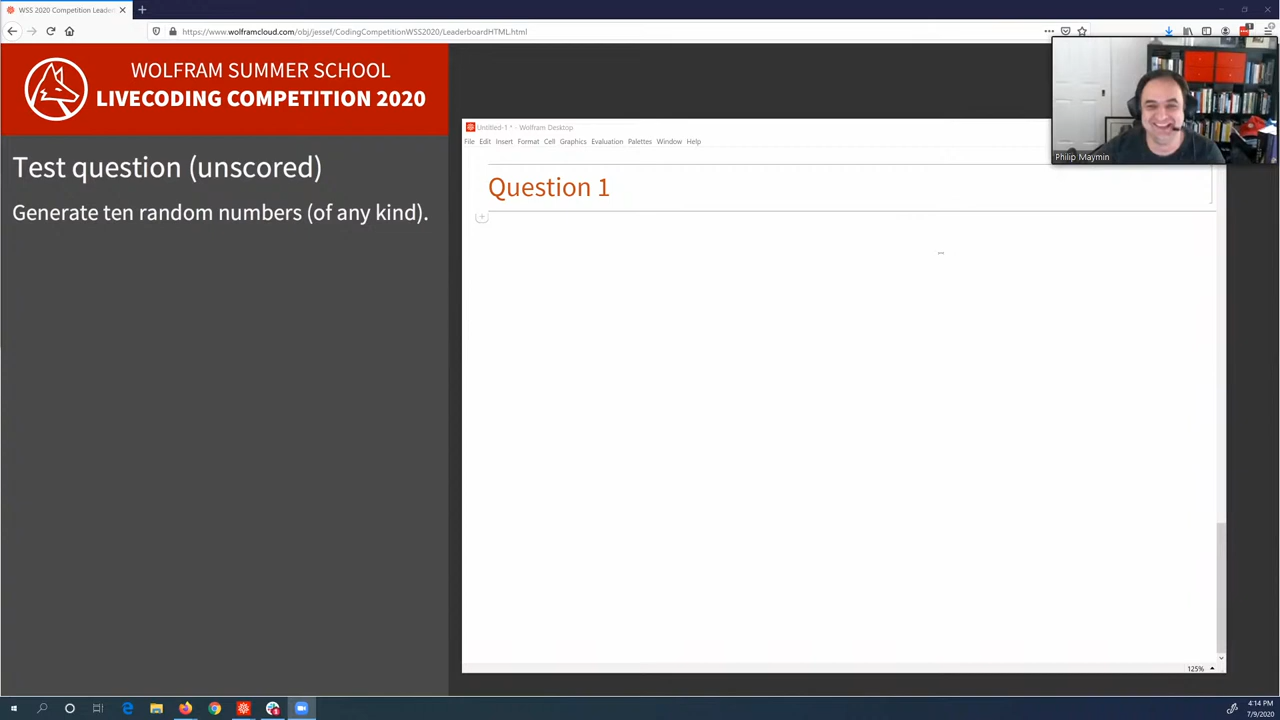 WSS 2020 Competition Leader
https://www.wolframcloud.com/obj/jessef/CodingCompetitionWSS2020/LeaderboardHTML.html
WOLFRAM SUMMER SCHOOL
LIVECODING COMPETITION 2020
Test question (unscored)
Generate ten random numbers (of any kind).
Untitled-1 * - Wolfram Desktop
File Edit Insert Format Cell Graphics Evaluation Palettes Window Help
Question 1
Philip Maymin
125%
4:14 PM
7/9/2020